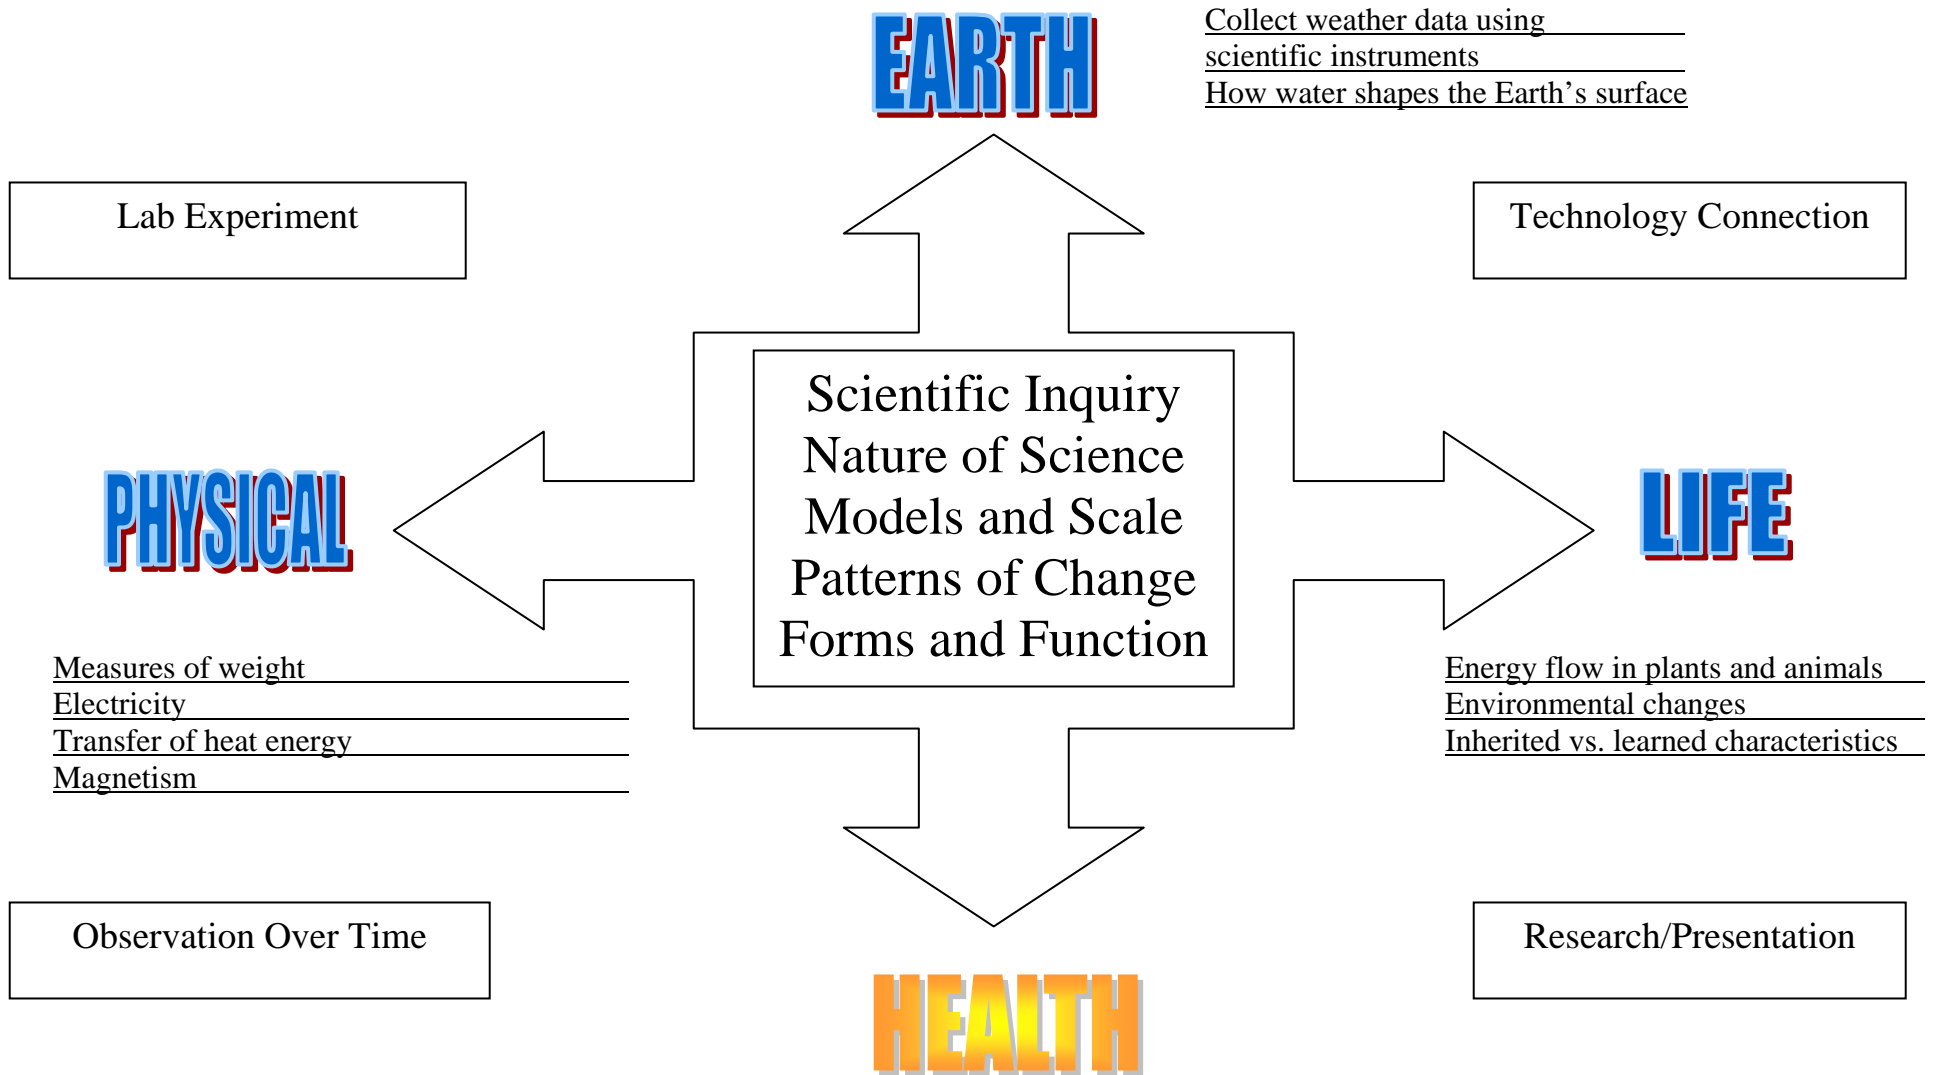 EARTH
Collect weather data using
scientific instruments
How water shapes the Earth's surface
Lab Experiment
Technology Connection
Scientific Inquiry
Nature of Science
Models and Scale
Patterns of Change
Forms and Function
PHYSICAL
LIFE
Measures of weight
Electricity
Transfer of heat energy
Magnetism
Energy flow in plants and animals
Environmental changes
Inherited vs. learned characteristics
Observation Over Time
Research/Presentation
HEALTH